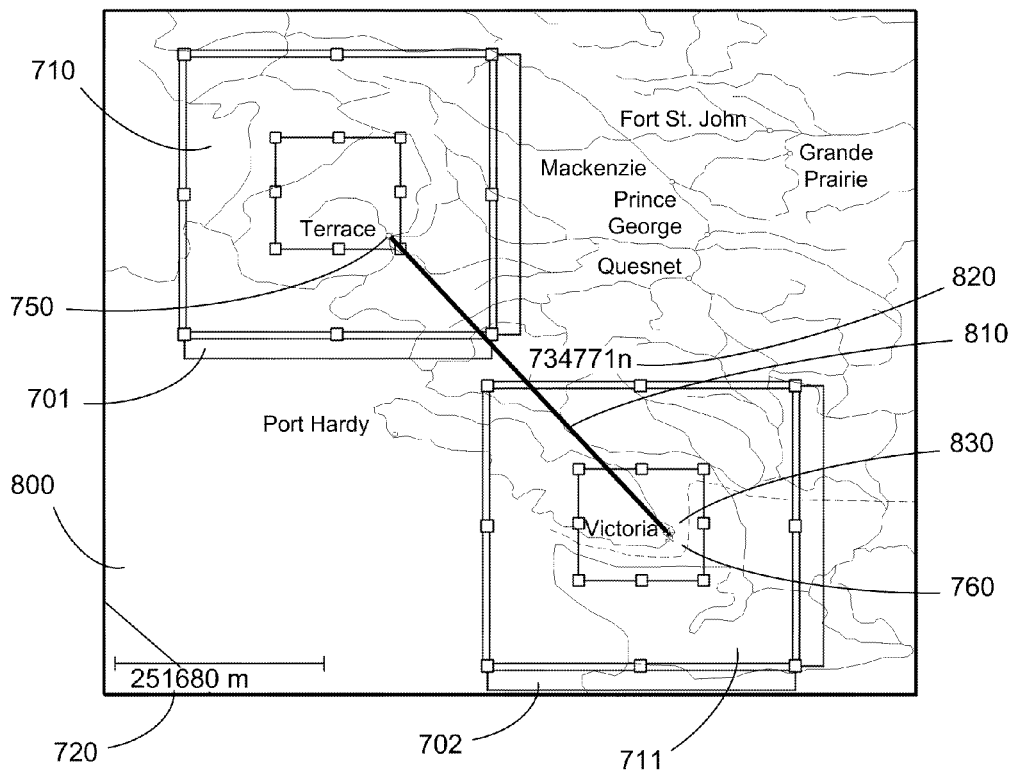 710
Fort St. John
Grande
Prairie
Mackenzie
Prince
George
Terrace
Quesnet
750
820
810
734771n
701
Port Hardy
830
800
Victoria
760
251680 m
720
702
711